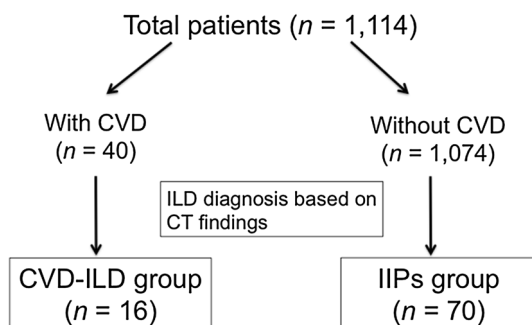 Total patients (n = 1,114)
With CVD
(n = 40)
Without CVD
(n = 1,074)
ILD diagnosis based on
CT findings
CVD-ILD group
(n = 16)
IIPs group
(n = 70)